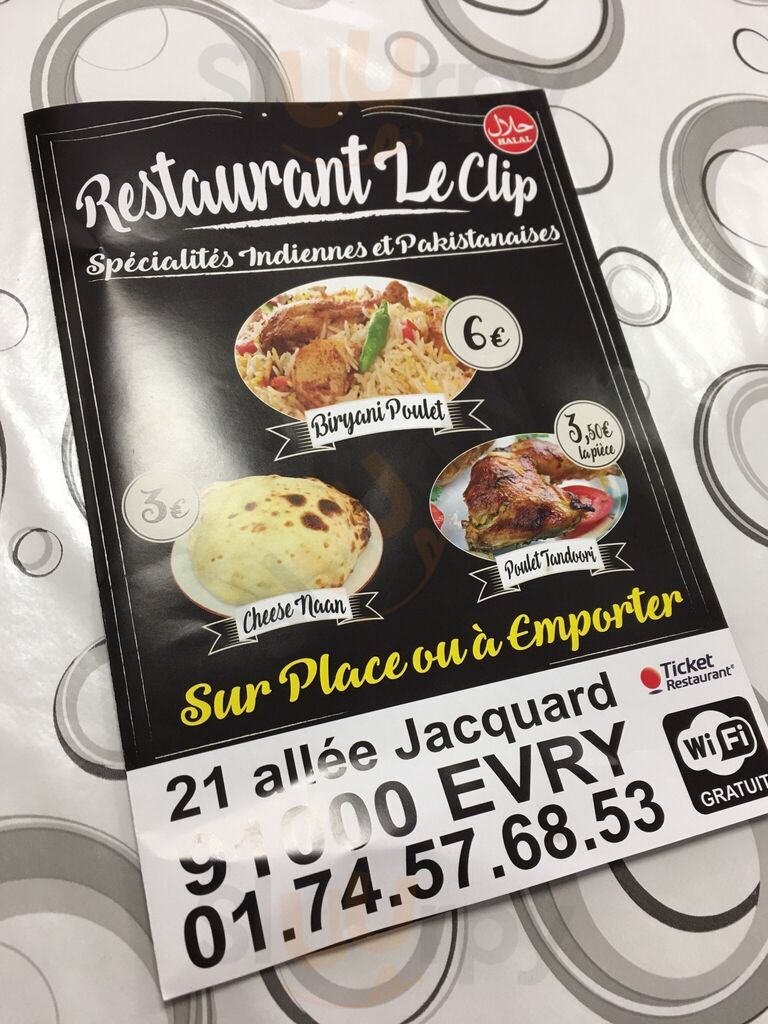 حلال
HALAL
Restaurant Le Clip
Spécialités Indiennes et Pakistanaises
6€
Biryani Poulet
3,50€
la pièce
3€
Cheese Naan
Poulet Tandoori
Sur Place ou à Emporter
Ticket
Restaurant®
21 allée Jacquard
91000 EVRY
01.74.57.68.53
WiFi
GRATUIT
Sluurpy
Sluurpy